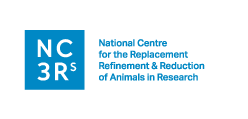 NC
3Rs
National Centre
for the Replacement
Refinement & Reduction
of Animals in Research